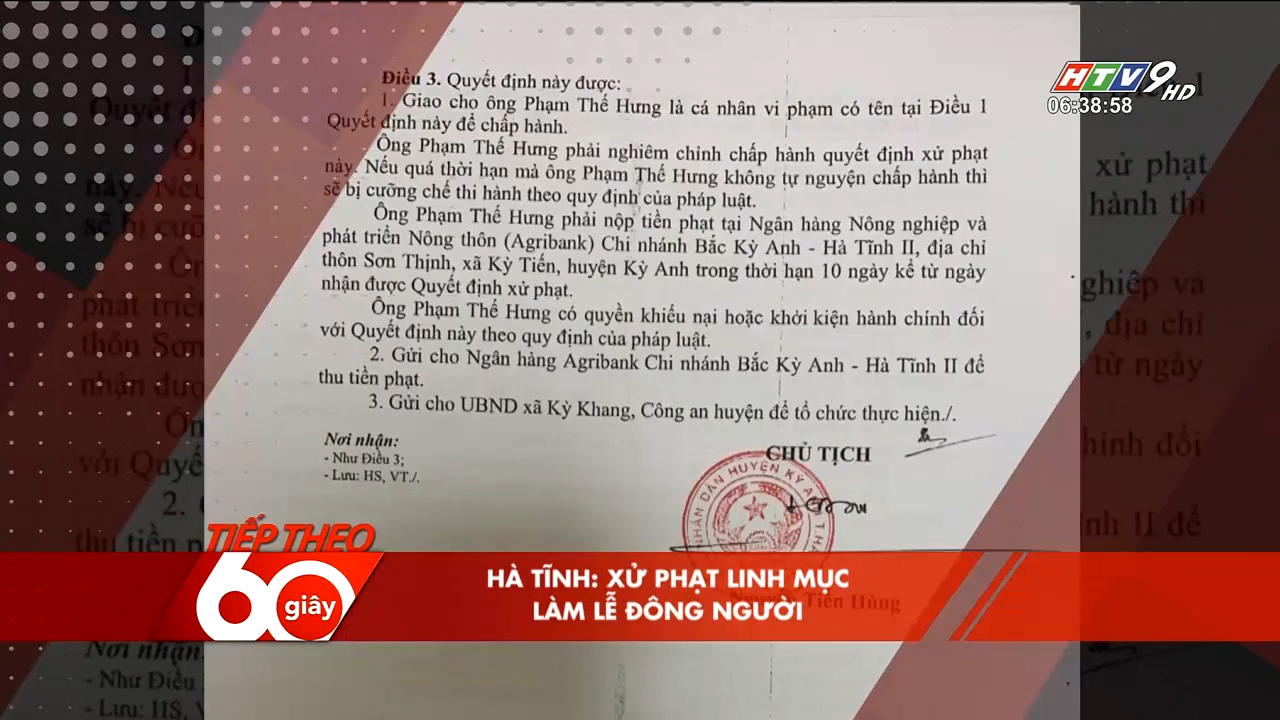 HTV9 HD
06:38:58
Điều 3. Quyết định này được:
1. Giao cho ông Phạm Thế Hưng là cá nhân vi phạm có tên tại Điều 1
Quyết định này để chấp hành.
Ông Phạm Thế Hưng phải nghiêm chỉnh chấp hành quyết định xử phạt
này. Nếu quá thời hạn mà ông Phạm Thế Hưng không tự nguyện chấp hành thì
sẽ bị cưỡng chế thi hành theo quy định của pháp luật.
Ông Phạm Thế Hưng phải nộp tiền phạt tại Ngân hàng Nông nghiệp và
phát triển Nông thôn (Agribank) Chi nhánh Bắc Kỳ Anh - Hà Tĩnh II, địa chỉ
thôn Sơn Thịnh, xã Kỳ Tiến, huyện Kỳ Anh trong thời hạn 10 ngày kể từ ngày
nhận được Quyết định xử phạt.
Ông Phạm Thế Hưng có quyền khiếu nại hoặc khởi kiện hành chính đối
với Quyết định này theo quy định của pháp luật.
2. Gửi cho Ngân hàng Agribank Chi nhánh Bắc Kỳ Anh - Hà Tĩnh II để
thu tiền phạt.
3. Gửi cho UBND xã Kỳ Khang, Công an huyện để tổ chức thực hiện./.
Nơi nhận:
- Như Điều 3;
- Lưu: HS, VT./.
CHỦ TỊCH
NHÂN DÂN HUYỆN KỲ ANH
Tiến Hùng
TIẾP THEO
60 giây
HÀ TĨNH: XỬ PHẠT LINH MỤC
LÀM LỄ ĐÔNG NGƯỜI